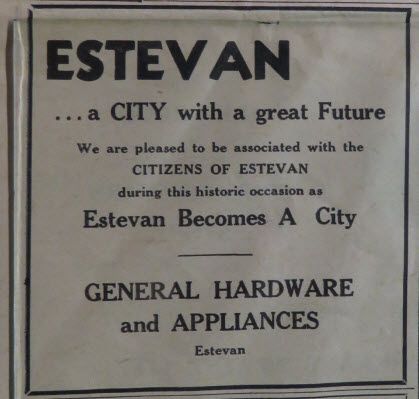 ESTEVAN
...a CITY with a great Future
We are pleased to be associated with the
CITIZENS OF ESTEVAN
during this historic occasion as
Estevan Becomes A City
GENERAL HARDWARE
and APPLIANCES
Estevan